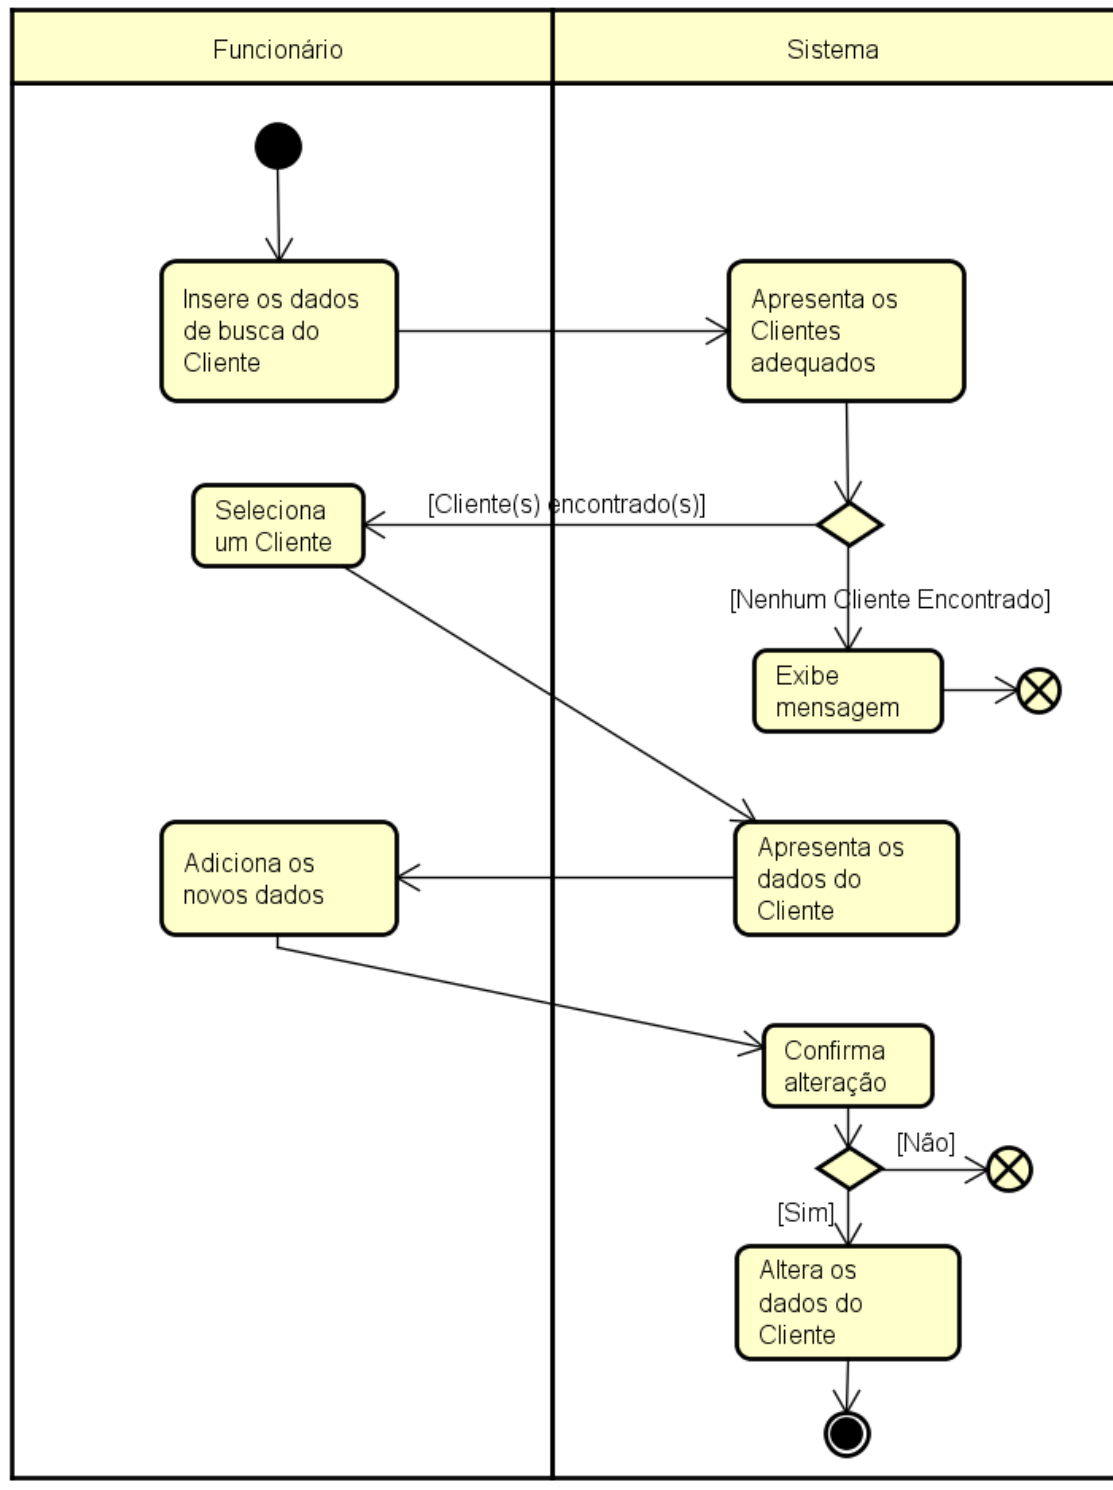 Funcionário
Sistema
Insere os dados
de busca do
Cliente
Apresenta os
Clientes
adequados
[Cliente(s) encontrado(s)]
Seleciona
um Cliente
[Nenhum Cliente Encontrado]
Exibe
mensagem
Apresenta os
dados do
Cliente
Adiciona os
novos dados
Confirma
alteração
[Não]
[Sim]
Altera os
dados do
Cliente